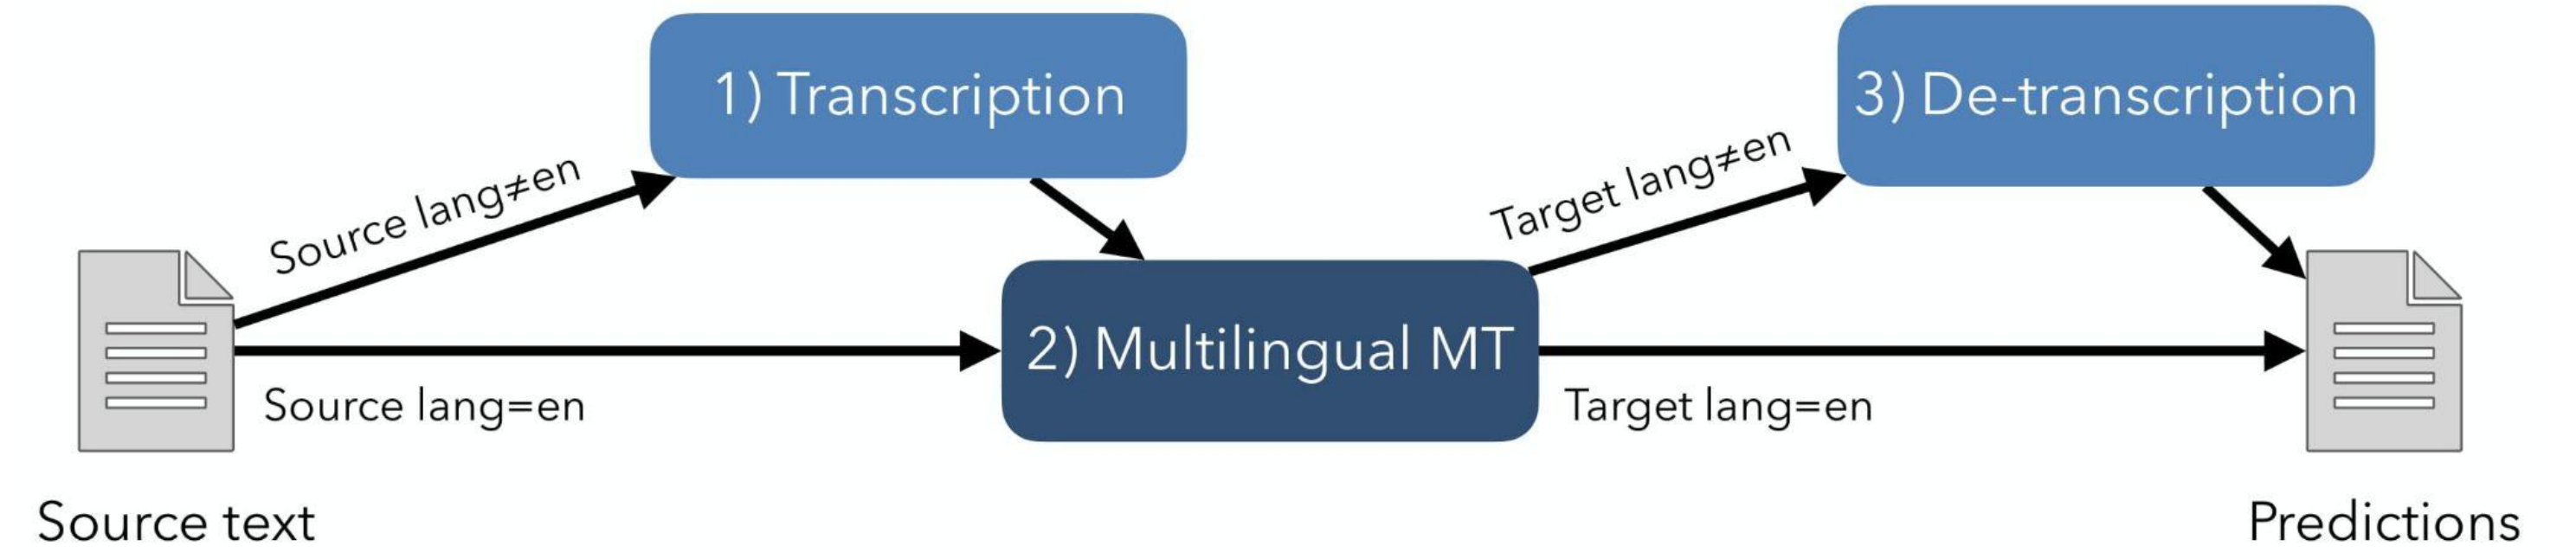 1) Transcription
3) De-transcription
Source lang≠en
Target lang≠en
2) Multilingual MT
Source lang=en
Target lang=en
Source text
Predictions